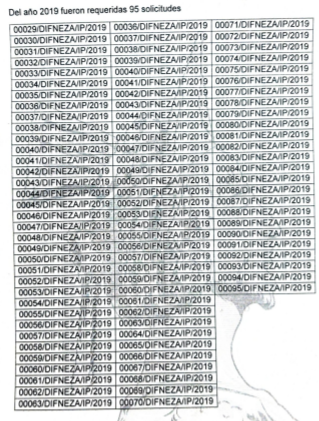 Del año 2019 fueron requeridas 95 solicitudes
00029/DIFNEZA/IP/2019 00036/DIFNEZA/IP/2019 00071/DIFNEZA/IP/2019
00030/DIFNEZA/IP/2019 00037/DIFNEZA/IP/2019 00072/DIFNEZA/IP/2019
00031/DIFNEZA/IP/2019 00038/DIFNEZA/IP/2019 00073/DIFNEZA/IP/2019
00032/DIFNEZA/IP/2019 00039/DIFNEZA/IP/2019 00074/DIFNEZA/IP/2019
00033/DIFNEZA/IP/2019 00040/DIFNEZA/IP/2019 00075/DIFNEZA/IP/2019
00034/DIFNEZA/IP/2019 00041/DIFNEZA/IP/2019 00076/DIFNEZA/IP/2019
00035/DIFNEZA/IP/2019 00042/DIFNEZA/IP/2019 00077/DIFNEZA/IP/2019
00036/DIFNEZA/IP/2019 00043/DIFNEZA/IP/2019 00078/DIFNEZA/IP/2019
00037/DIFNEZA/IP/2019 00044/DIFNEZA/IP/2019 00079/DIFNEZA/IP/2019
00038/DIFNEZA/IP/2019 00045/DIFNEZA/IP/2019 00080/DIFNEZA/IP/2019
00039/DIFNEZA/IP/2019 00046/DIFNEZA/IP/2019 00081/DIFNEZA/IP/2019
00040/DIFNEZA/IP/2019 00047/DIFNEZA/IP/2019 00082/DIFNEZA/IP/2019
00041/DIFNEZA/IP/2019 00048/DIFNEZA/IP/2019 00083/DIFNEZA/IP/2019
00042/DIFNEZA/IP/2019 00049/DIFNEZA/IP/2019 00084/DIFNEZA/IP/2019
00043/DIFNEZA/IP/2019 00050/DIFNEZA/IP/2019 00085/DIFNEZA/IP/2019
00044/DIFNEZA/IP/2019 00051/DIFNEZA/IP/2019 00086/DIFNEZA/IP/2019
00045/DIFNEZA/IP/2019 00052/DIFNEZA/IP/2019 00087/DIFNEZA/IP/2019
00046/DIFNEZA/IP/2019 00053/DIFNEZA/IP/2019 00088/DIFNEZA/IP/2019
00047/DIFNEZA/IP/2019 00054/DIFNEZA/IP/2019 00089/DIFNEZA/IP/2019
00048/DIFNEZA/IP/2019 00055/DIFNEZA/IP/2019 00090/DIFNEZA/IP/2019
00049/DIFNEZA/IP/2019 00056/DIFNEZA/IP/2019 00091/DIFNEZA/IP/2019
00050/DIFNEZA/IP/2019 00057/DIFNEZA/IP/2019 00092/DIFNEZA/IP/2019
00051/DIFNEZA/IP/2019 00058/DIFNEZA/IP/2019 00093/DIFNEZA/IP/2019
00052/DIFNEZA/IP/2019 00059/DIFNEZA/IP/2019 00094/DIFNEZA/IP/2019
00053/DIFNEZA/IP/2019 00060/DIFNEZA/IP/2019 00095/DIFNEZA/IP/2019
00054/DIFNEZA/IP/2019 00061/DIFNEZA/IP/2019
00055/DIFNEZA/IP/2019 00062/DIFNEZA/IP/2019
00056/DIFNEZA/IP/2019 00063/DIFNEZA/IP/2019
00057/DIFNEZA/IP/2019 00064/DIFNEZA/IP/2019
00058/DIFNEZA/IP/2019 00065/DIFNEZA/IP/2019
00059/DIFNEZA/IP/2019 00066/DIFNEZA/IP/2019
00060/DIFNEZA/IP/2019 00067/DIFNEZA/IP/2019
00061/DIFNEZA/IP/2019 00068/DIFNEZA/IP/2019
00062/DIFNEZA/IP/2019 00069/DIFNEZA/IP/2019
00063/DIFNEZA/IP/2019 00070/DIFNEZA/IP/2019